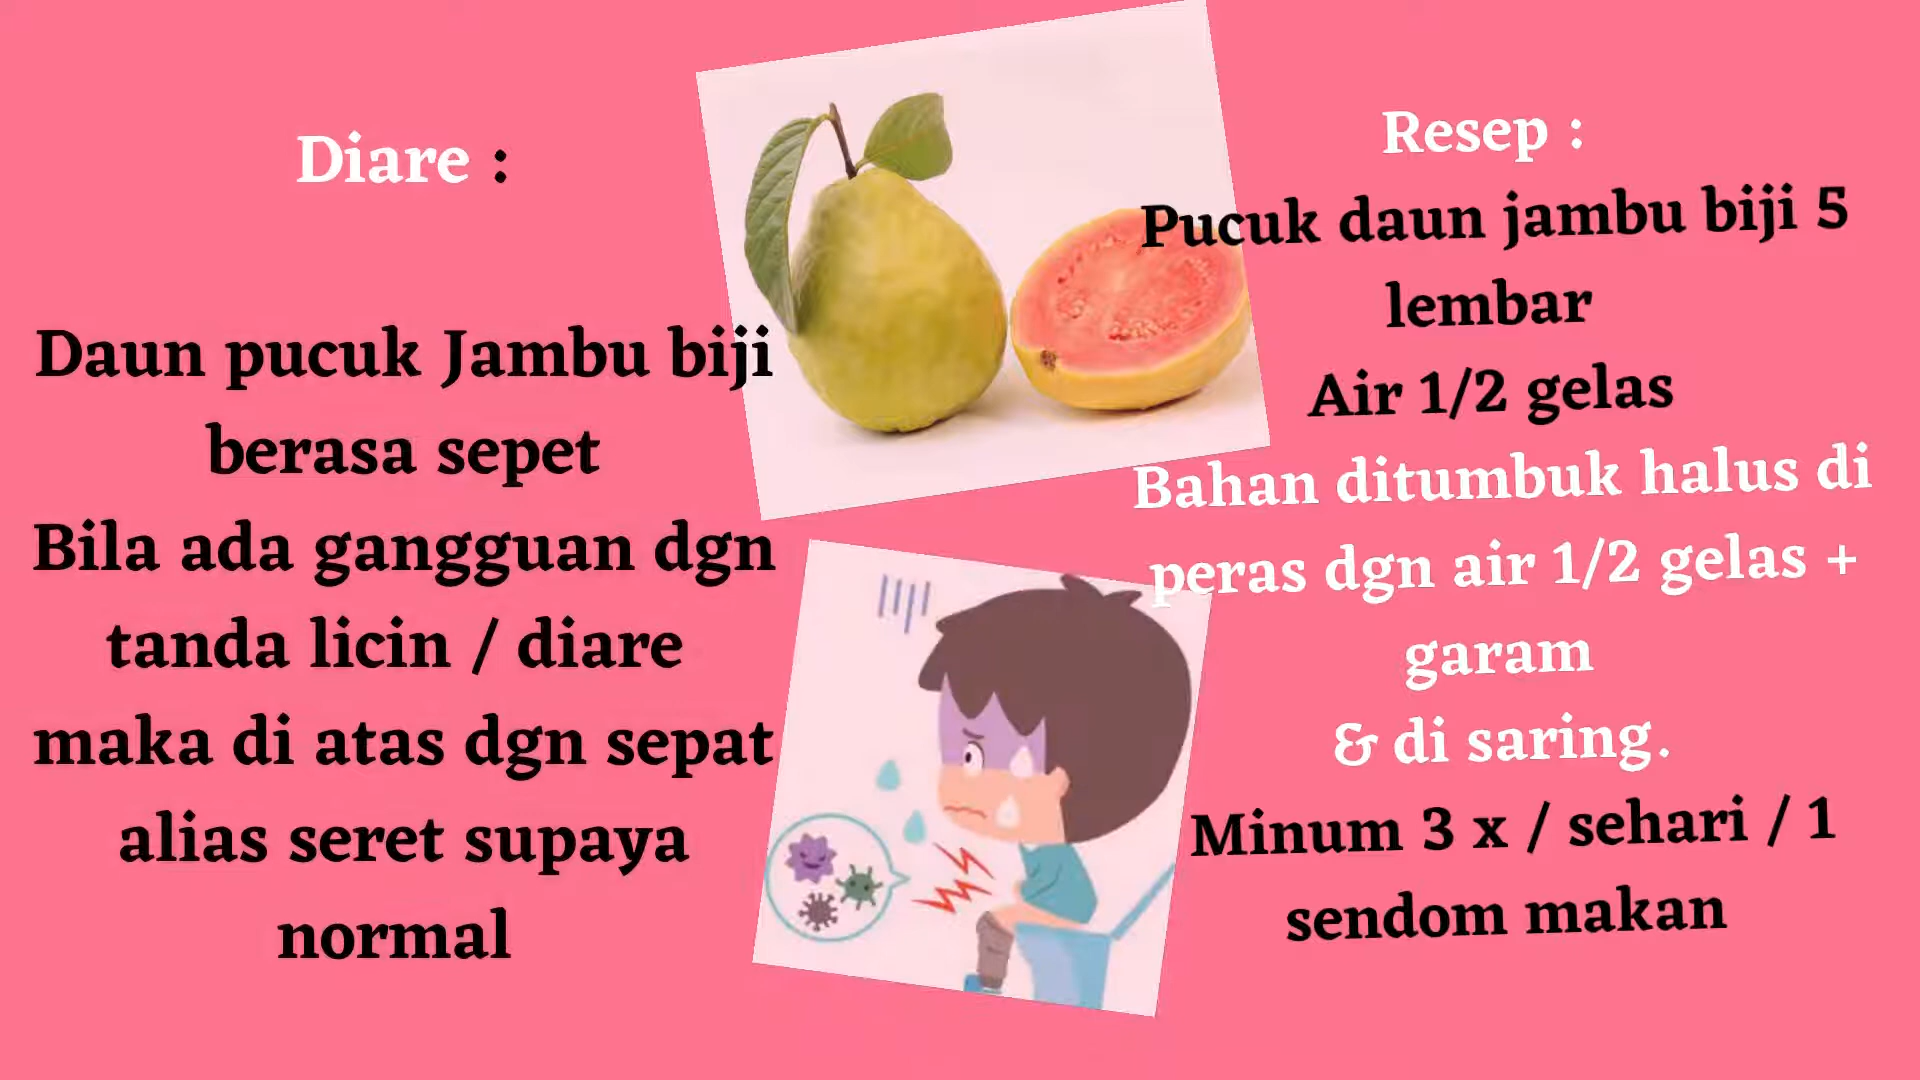 Diare :
Daun pucuk Jambu biji
berasa sepet
Bila ada gangguan dgn
tanda licin / diare
maka di atas dgn sepat
alias seret supaya
normal
Resep :
Pucuk daun jambu biji 5
lembar
Air 1/2 gelas
Bahan ditumbuk halus di
peras dgn air 1/2 gelas +
garam
& di saring.
Minum 3 x / sehari / 1
sendom makan